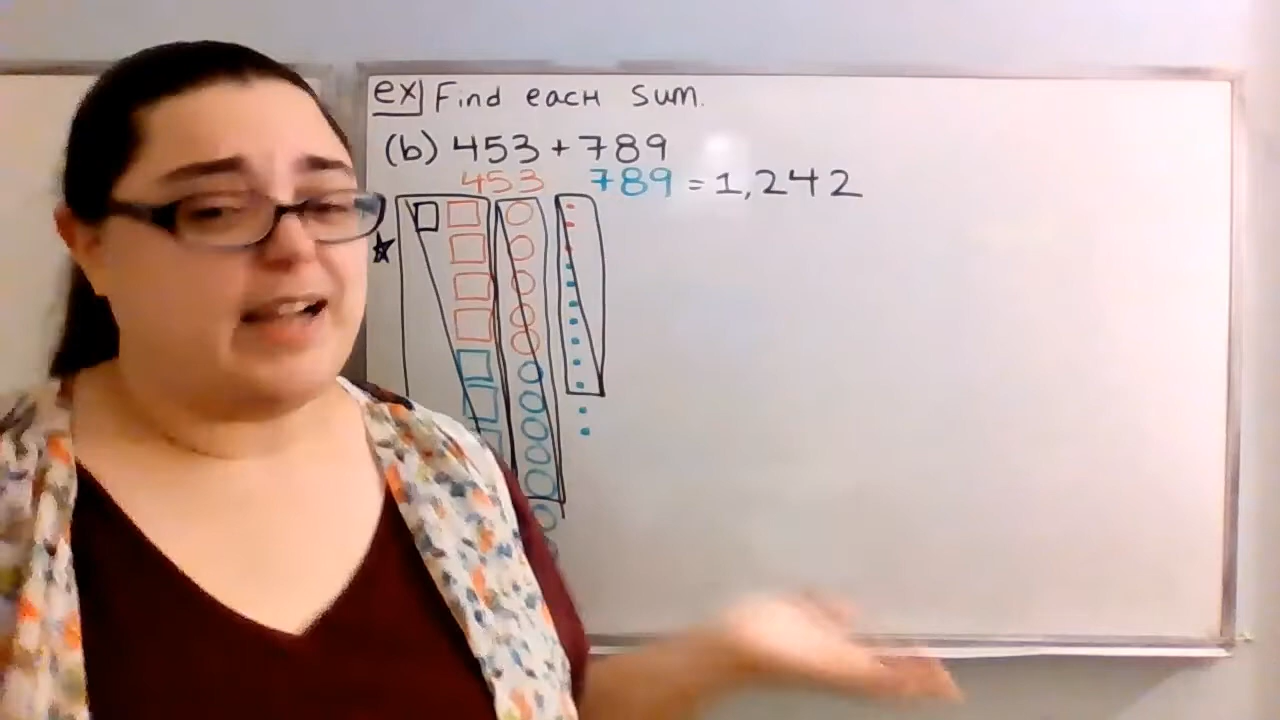 ex Find each sum.
(b) 453 + 789
453 789 = 1,242